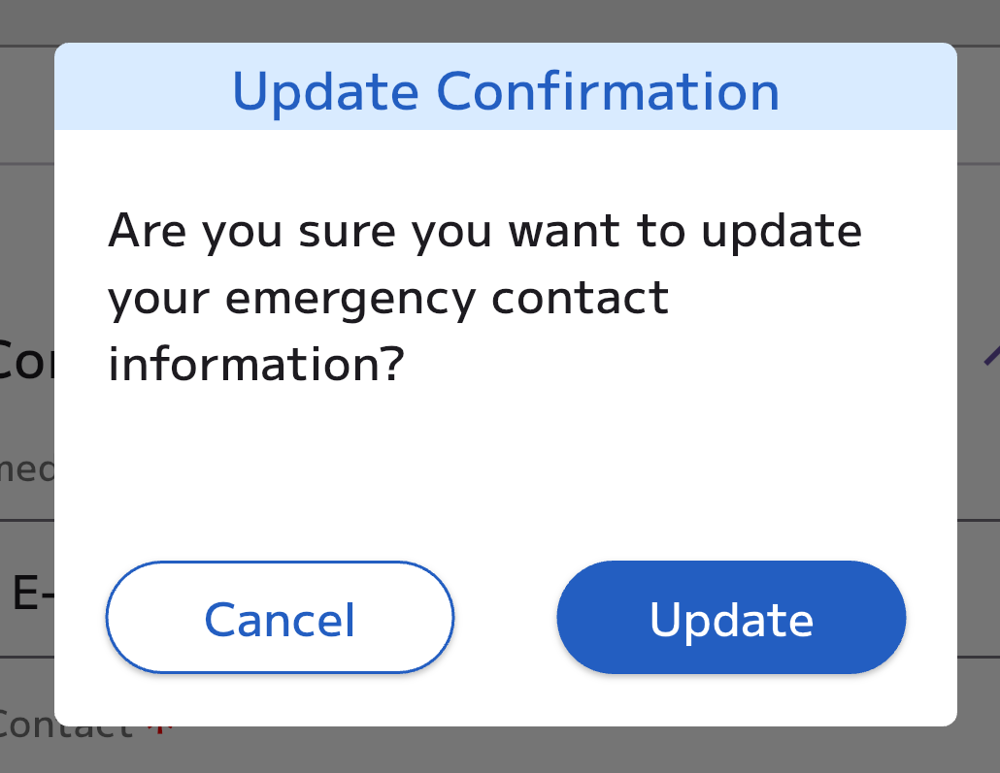 Update Confirmation
Are you sure you want to update
your emergency contact
information?
E-
Cancel
Update
Contact *